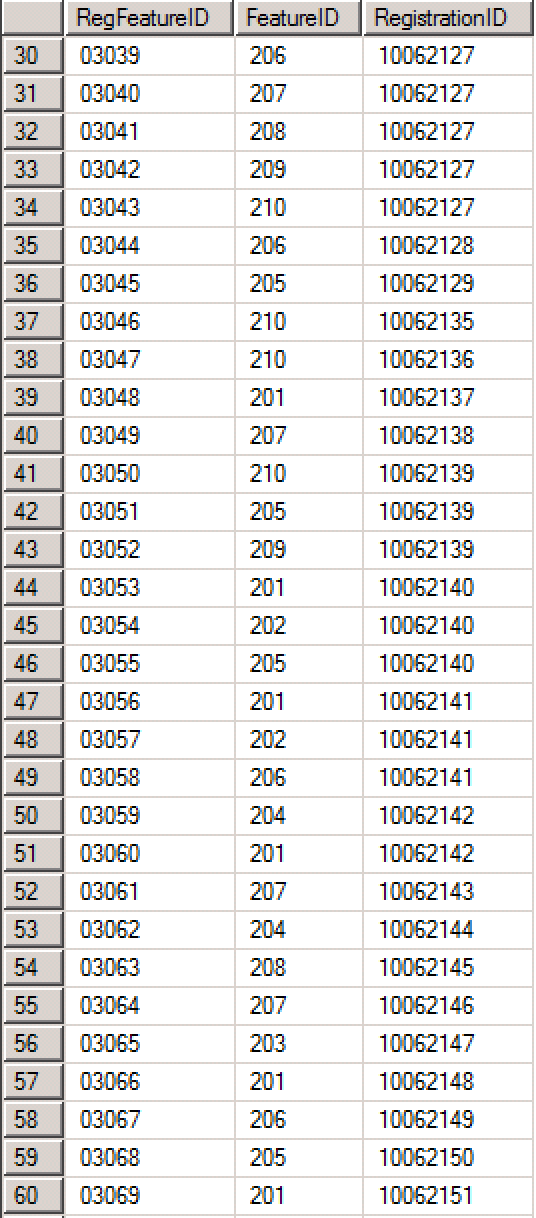 RegFeatureID FeatureID RegistrationID
30 03039 206 10062127
31 03040 207 10062127
32 03041 208 10062127
33 03042 209 10062127
34 03043 210 10062127
35 03044 206 10062128
36 03045 205 10062129
37 03046 210 10062135
38 03047 210 10062136
39 03048 201 10062137
40 03049 207 10062138
41 03050 210 10062139
42 03051 205 10062139
43 03052 209 10062139
44 03053 201 10062140
45 03054 202 10062140
46 03055 205 10062140
47 03056 201 10062141
48 03057 202 10062141
49 03058 206 10062141
50 03059 204 10062142
51 03060 201 10062142
52 03061 207 10062143
53 03062 204 10062144
54 03063 208 10062145
55 03064 207 10062146
56 03065 203 10062147
57 03066 201 10062148
58 03067 206 10062149
59 03068 205 10062150
60 03069 201 10062151